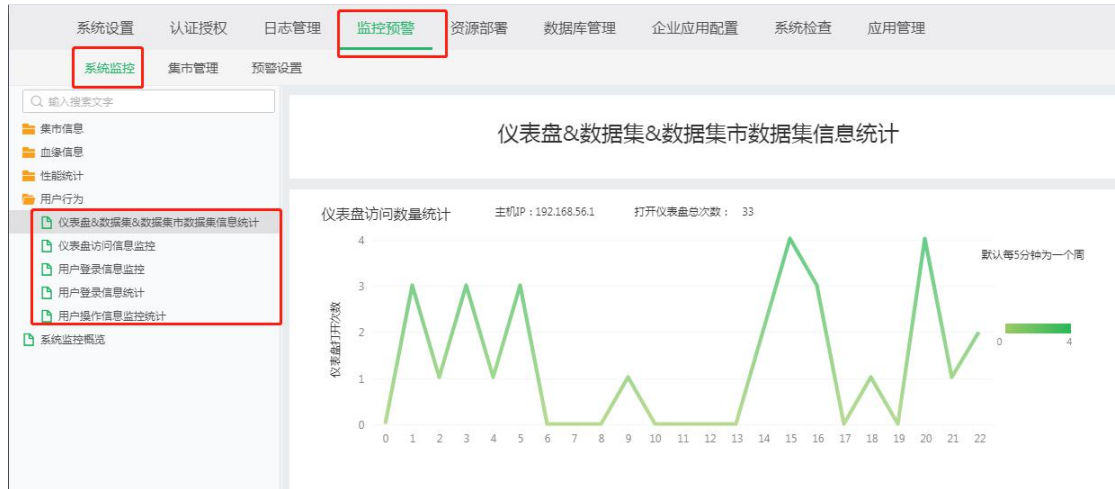 系统设置 认证授权 日志管理 监控预警 资源部署 数据库管理 企业应用配置 系统检查 应用管理
系统监控 集市管理 预警设置
输入搜索文字
集市信息
血缘信息
性能统计
用户行为
仪表盘&数据集&数据集市数据集信息统计
仪表盘访问信息监控
用户登录信息监控
用户登录信息统计
用户操作信息监控统计
系统监控概览
仪表盘&数据集&数据集市数据集信息统计
仪表盘访问数量统计 主机IP：192.168.56.1 打开仪表盘总次数： 33
默认每5分钟为一个周
仪表盘打开次数
4
3
2
1
0
0 1 2 3 4 5 6 7 8 9 10 11 12 13 14 15 16 17 18 19 20 21 22
0 4